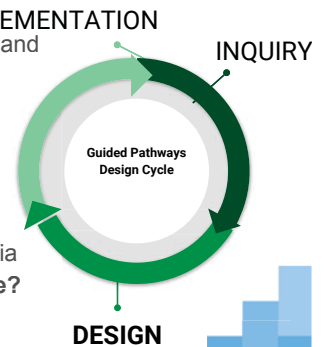 EMENTATION
and
INQUIRY
Guided Pathways
Design Cycle
ia
e?
DESIGN